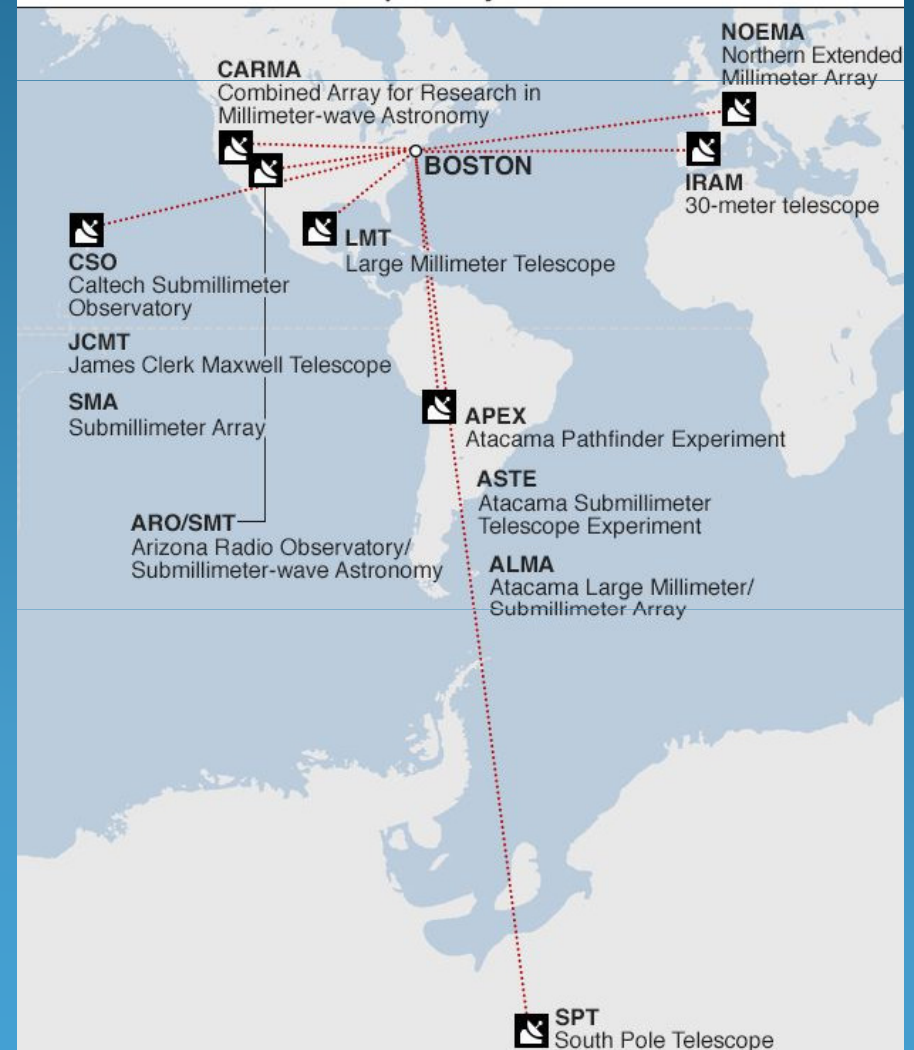 NOEMA
Northern Extended
Millimeter Array
CARMA
Combined Array for Research in
Millimeter-wave Astronomy
BOSTON
IRAM
30-meter telescope
LMT
Large Millimeter Telescope
CSO
Caltech Submillimeter
Observatory
JCMT
James Clerk Maxwell Telescope
SMA
Submillimeter Array
APEX
Atacama Pathfinder Experiment
ASTE
Atacama Submillimeter
Telescope Experiment
ARO/SMT
Arizona Radio Observatory/
Submillimeter-wave Astronomy
ALMA
Atacama Large Millimeter/
Submillimeter Array
SPT
South Pole Telescope